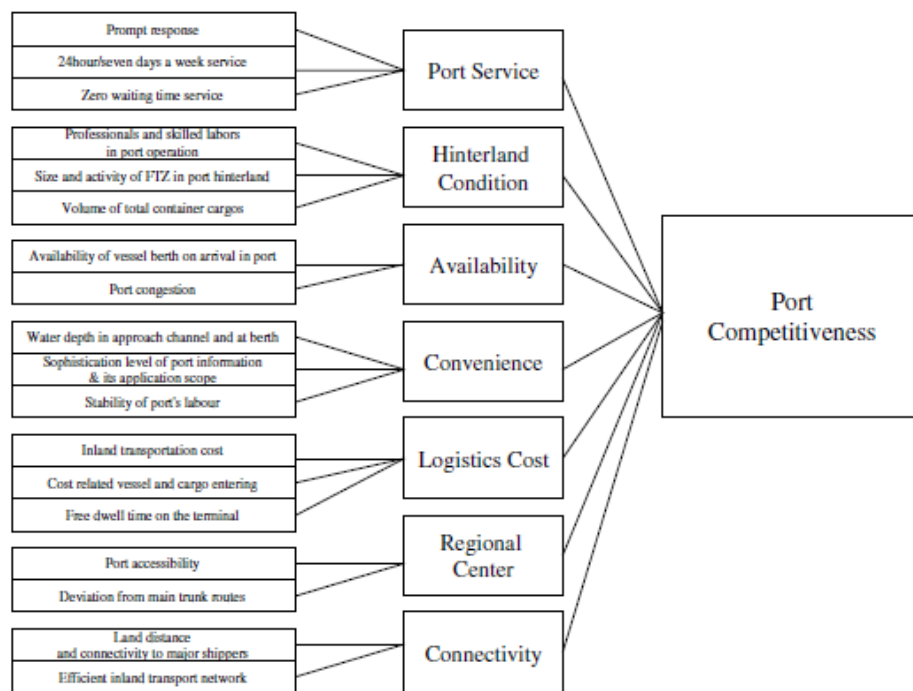 Prompt response
24hour/seven days a week service
Zero waiting time service
Port Service
Professionals and skilled labors
in port operation
Size and activity of FTZ in port hinterland
Volume of total container cargos
Hinterland
Condition
Availability of vessel berth on arrival in port
Port congestion
Availability
Water depth in approach channel and at berth
Sophistication level of port information
& its application scope
Stability of port's labour
Convenience
Inland transportation cost
Cost related vessel and cargo entering
Free dwell time on the terminal
Logistics Cost
Port accessibility
Deviation from main trunk routes
Regional
Center
Land distance
and connectivity to major shippers
Efficient inland transport network
Connectivity
Port
Competitiveness